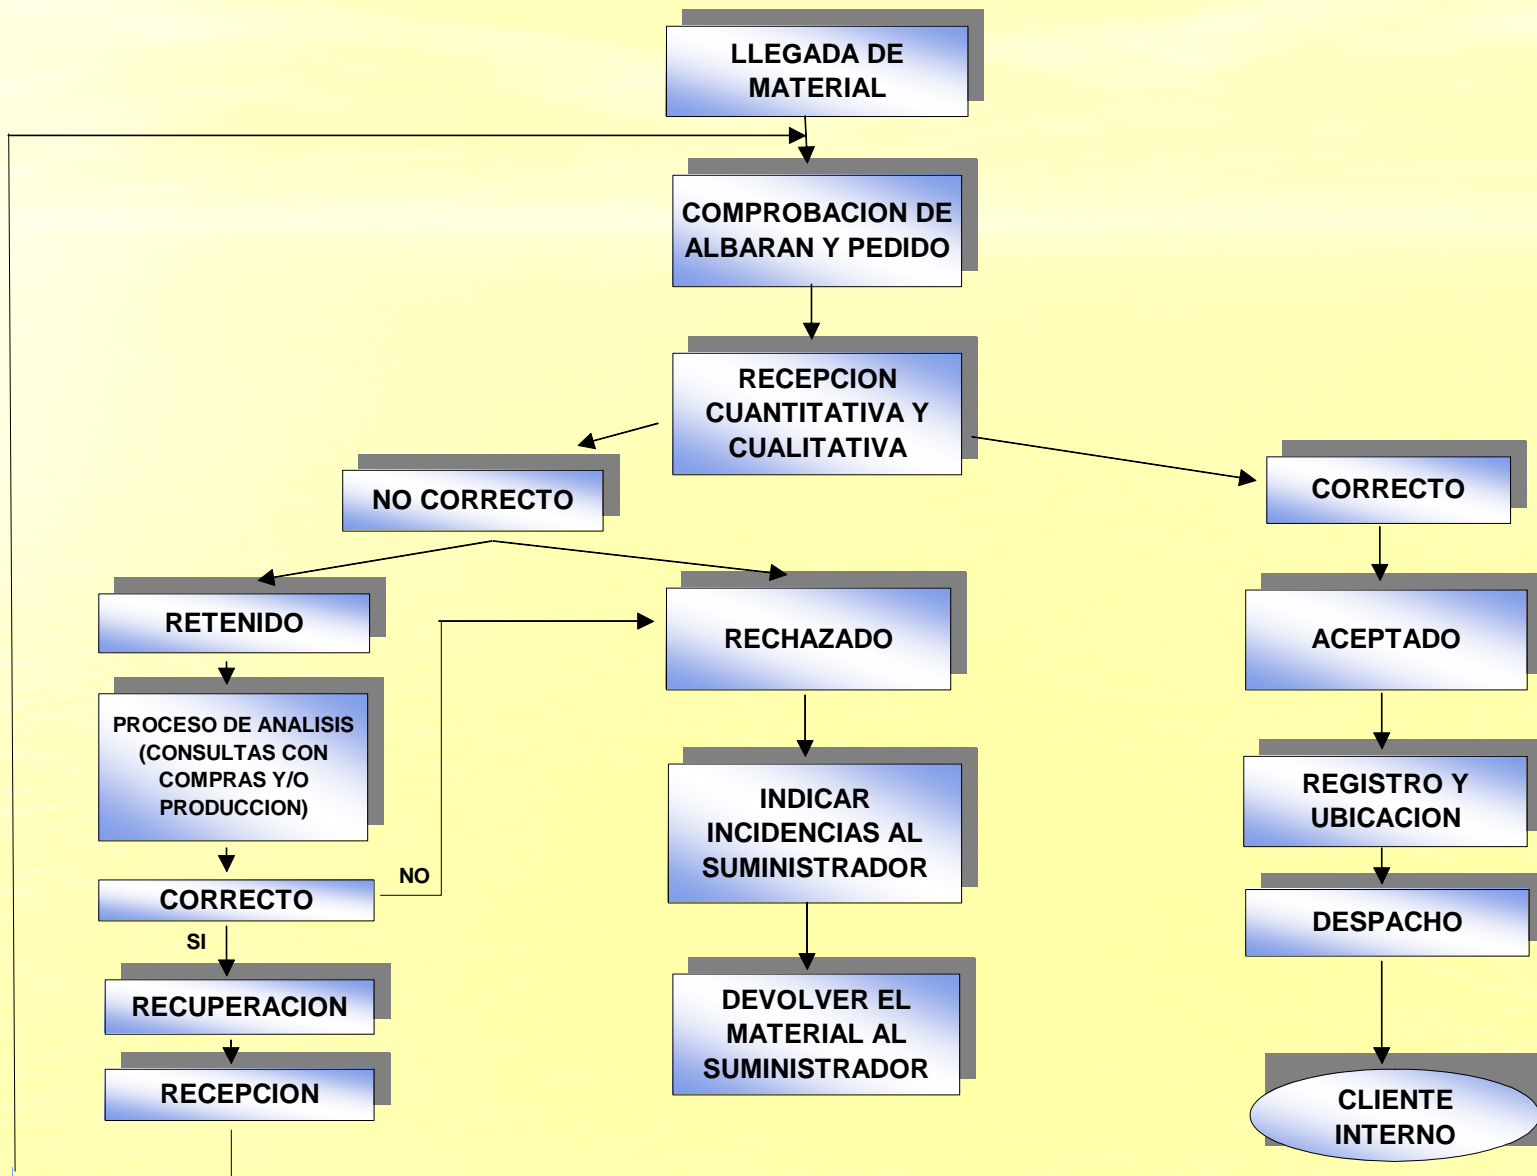 LLEGADA DE
MATERIAL
COMPROBACION DE
ALBARAN Y PEDIDO
RECEPCION
CUANTITATIVA Y
CUALITATIVA
NO CORRECTO
CORRECTO
RETENIDO
RECHAZADO
ACEPTADO
PROCESO DE ANALISIS
(CONSULTAS CON
COMPRAS Y/O
PRODUCCION)
INDICAR
INCIDENCIAS AL
SUMINISTRADOR
REGISTRO Y
UBICACION
CORRECTO
NO
SI
DESPACHO
RECUPERACION
DEVOLVER EL
MATERIAL AL
SUMINISTRADOR
RECEPCION
CLIENTE
INTERNO